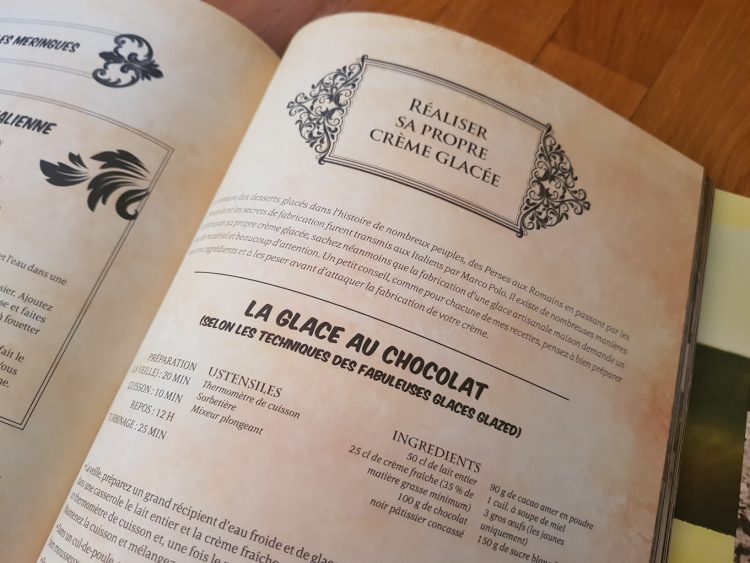 ES MERINGUES
ALIENNE
et l'eau dans une
sier. Ajoutez
se et faites
à fouetter
fait le
ous
ne.
RÉALISER
SA PROPRE
CRÈME GLACÉE
des desserts glacés dans l'histoire de nombreux peuples, des Perses aux Romains en passant par les
dont les secrets de fabrication furent transmis aux Italiens par Marco Polo. Il existe de nombreuses manières
sa propre crème glacée, sachez néanmoins que la fabrication d'une glace artisanale maison demande un
matériel et beaucoup d'attention. Un petit conseil, comme pour chacune de mes recettes, pensez à bien préparer
ingrédients et à les peser avant d'attaquer la fabrication de votre crème.
LA GLACE AU CHOCOLAT
(SELON LES TECHNIQUES DES FABULEUSES GLACES GLAZED)
PRÉPARATION
(LA VEILLE) : 20 MIN
CUISSON : 10 MIN
REPOS : 12 H
TURBINAGE : 25 MIN
USTENSILES
Thermomètre de cuisson
Sorbetière
Mixeur plongeant
INGREDIENTS
50 cl de lait entier
25 cl de crème fraîche (35 % de
matière grasse minimum)
100 g de chocolat
noir pâtissier concassé
90 g de cacao amer en poudre
1 cuil. à soupe de miel
3 gros œufs (les jaunes
uniquement)
150 g de sucre
veille, préparez un grand récipient d'eau froide et de
dans une casserole le lait entier et la crème fraîche
thermomètre de cuisson et, une fois le
la cuisson et mélangez
un cul-de-poule